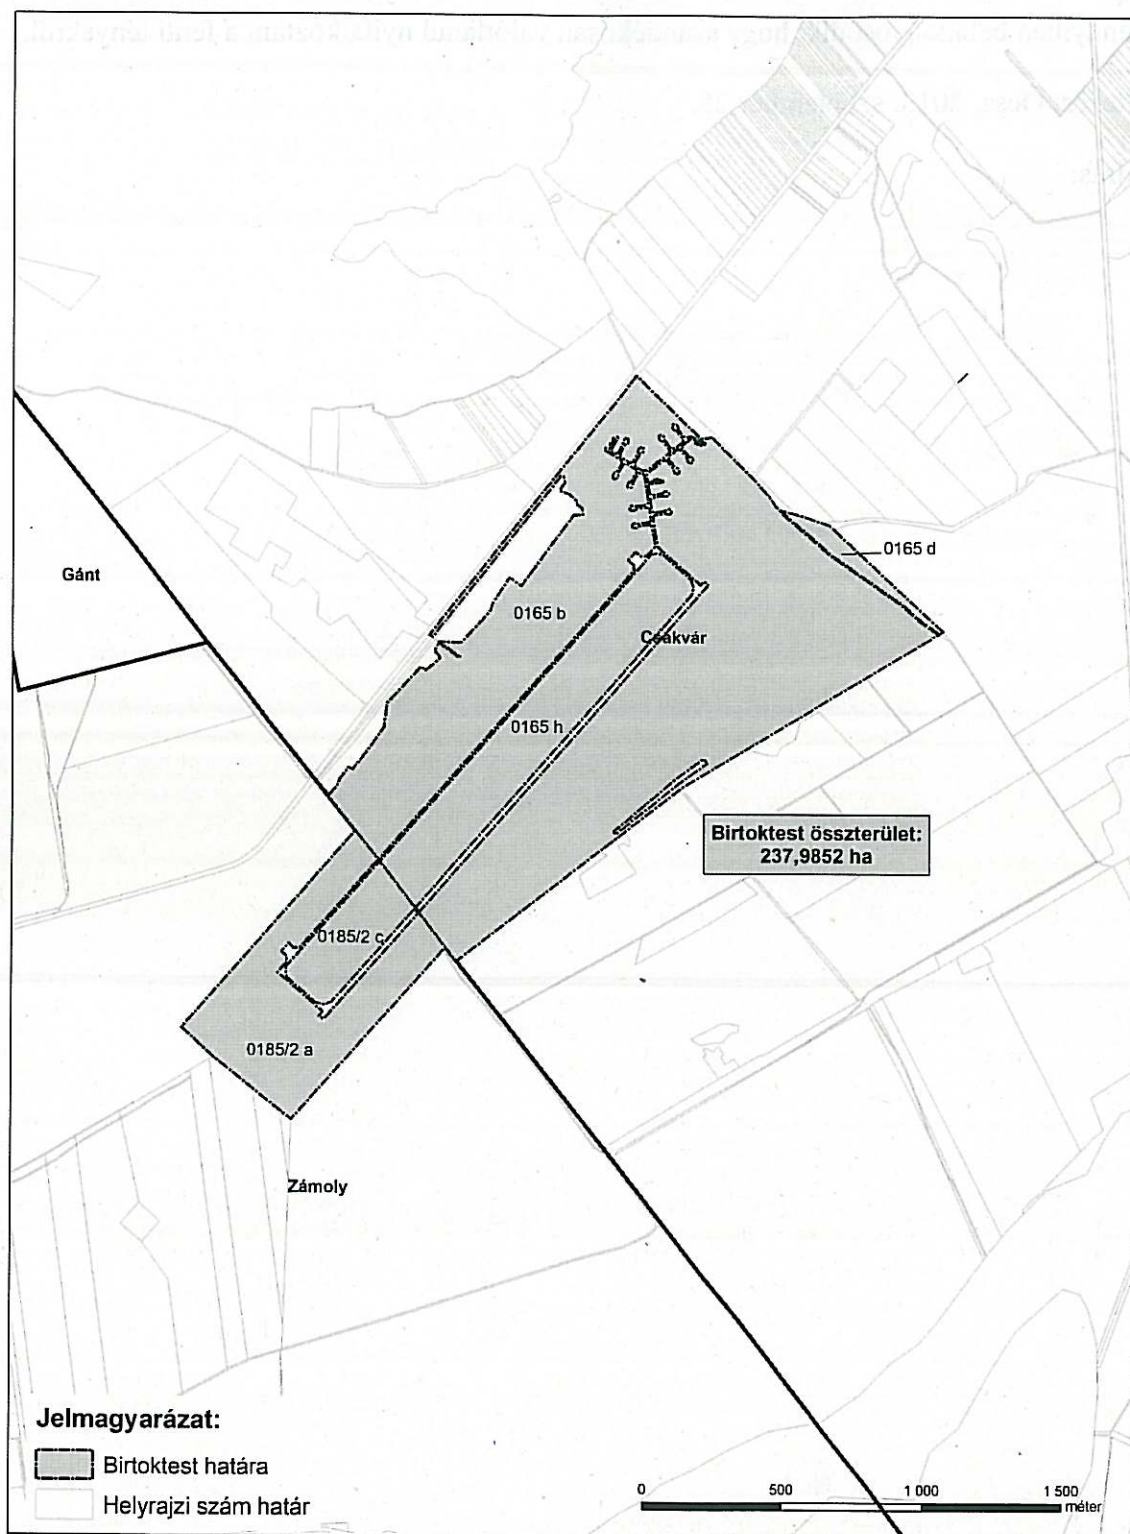 Gánt
0165 d
0165 b
Csákvár
0165 h
Birtoktest összterület:
237,9852 ha
0185/2 c
0185/2 a
Zámoly
Jelmagyarázat:
Birtoktest határa
Helyrajzi szám határ
0 500 1 000 1 500
méter